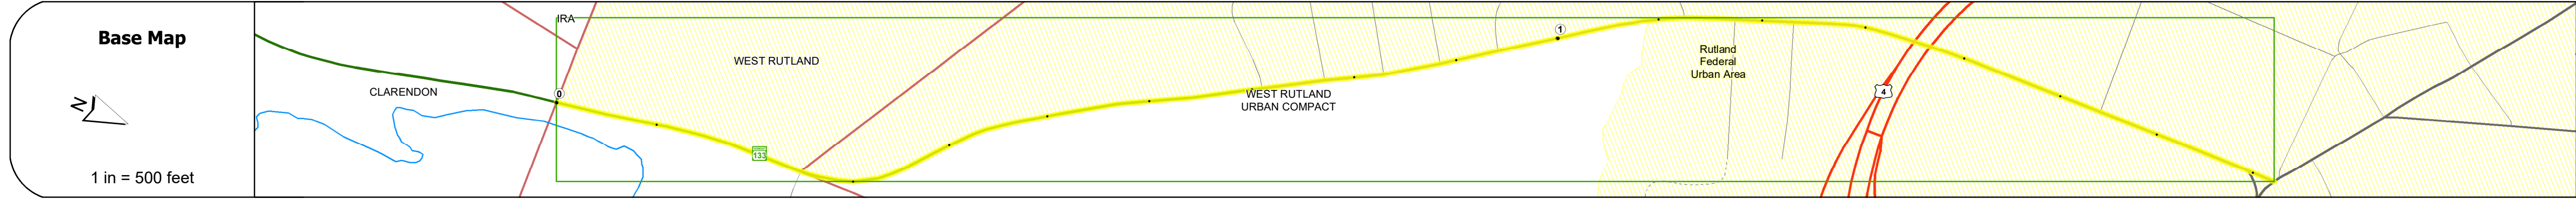 Base Map
N
1 in = 500 feet
IRA
CLARENDON
0
WEST RUTLAND
133
WEST RUTLAND
URBAN COMPACT
1
Rutland
Federal
Urban Area
4